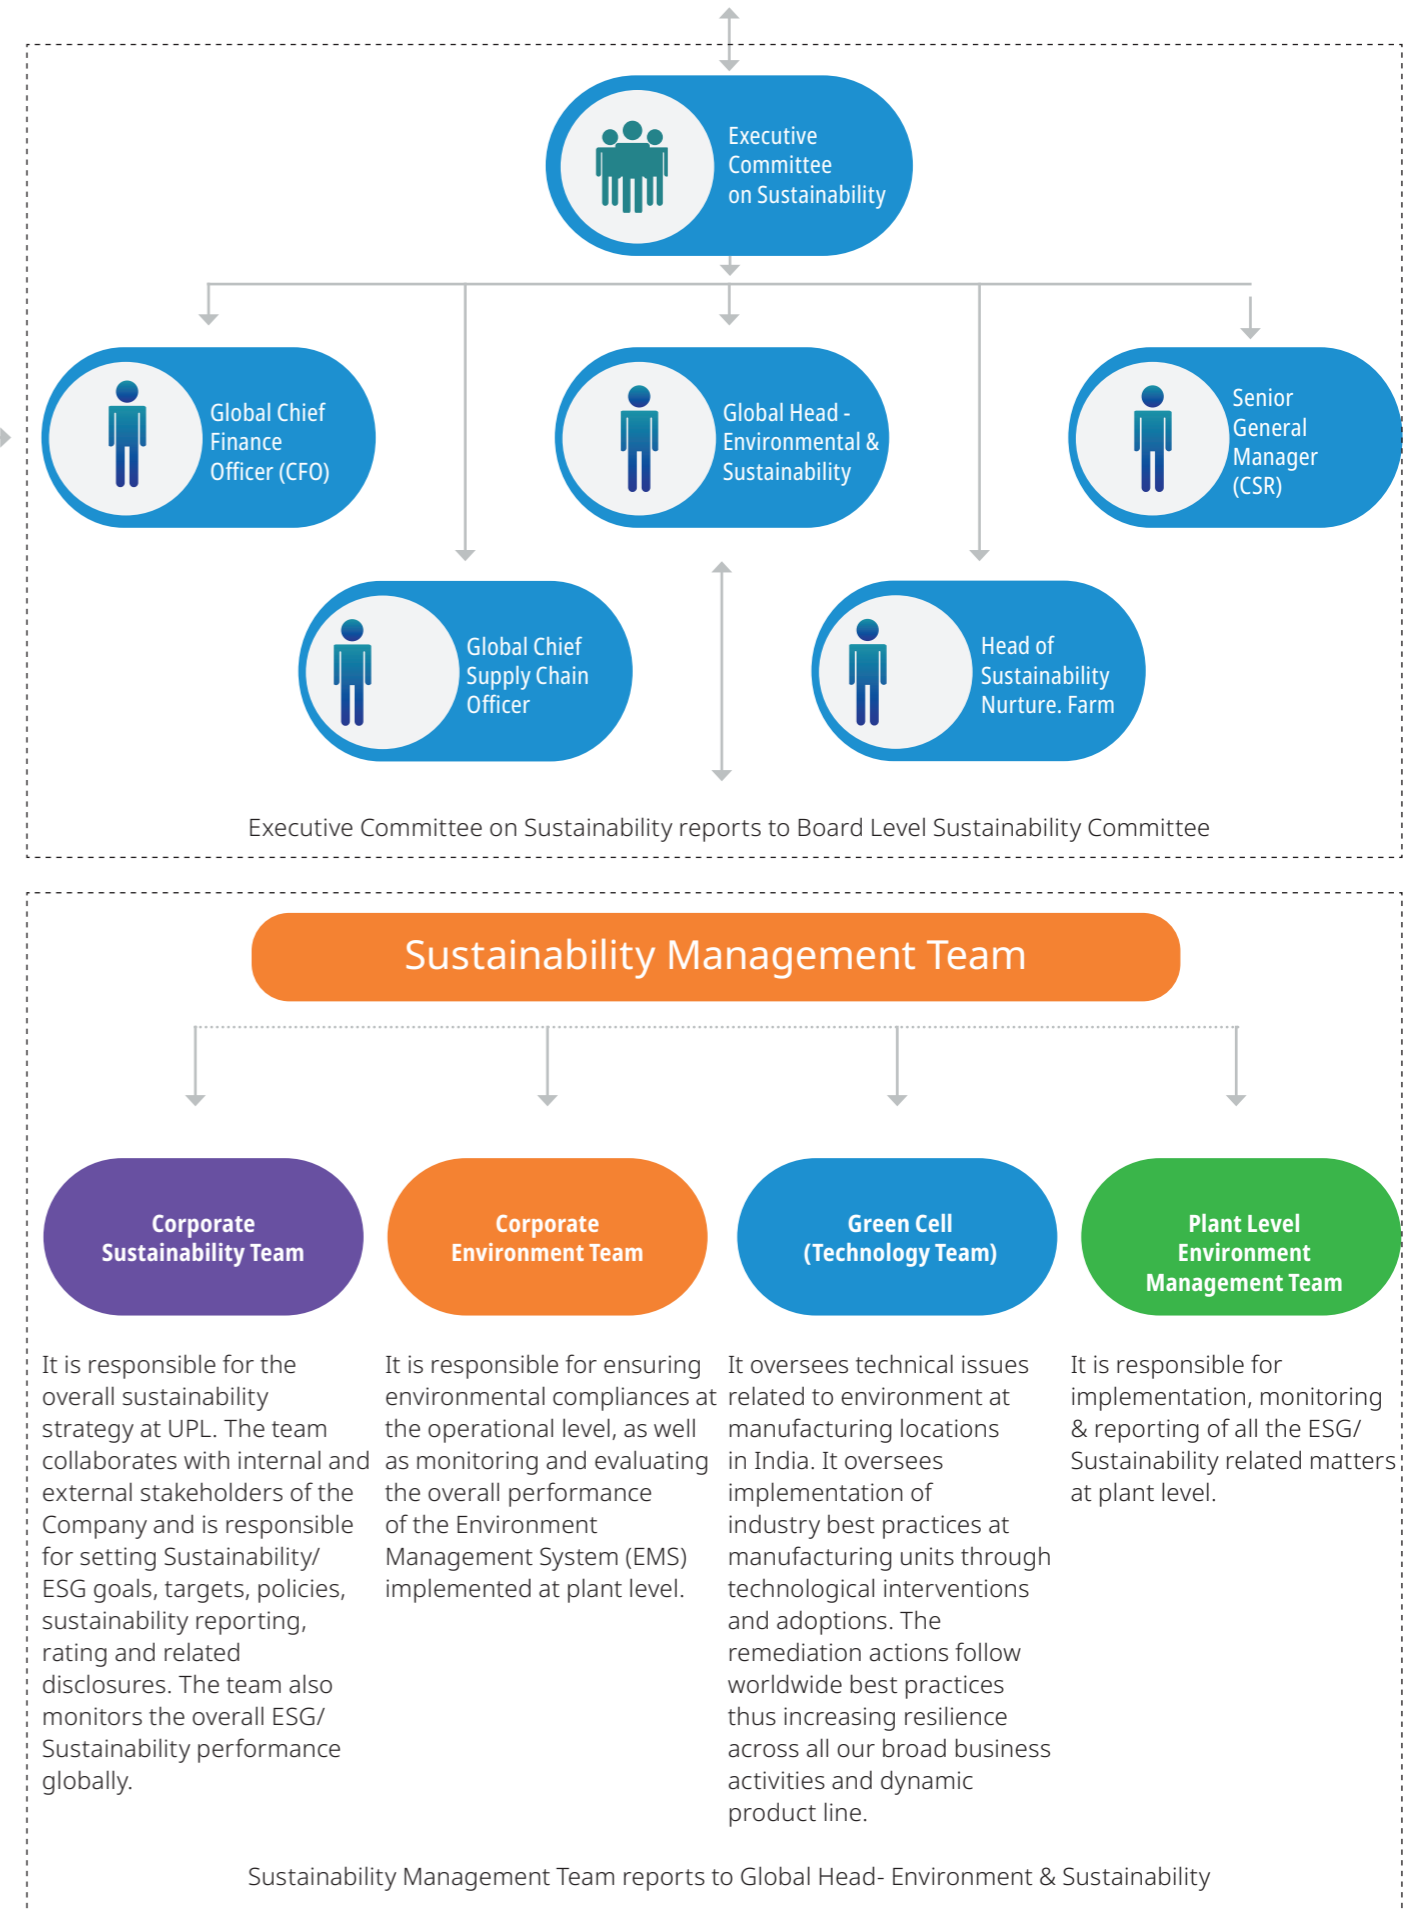 Executive
Committee
on Sustainability
Global Chief
Finance
Officer (CFO)
Global Head -
Environmental &
Sustainability
Senior
General
Manager
(CSR)
Global Chief
Supply Chain
Officer
Head of
Sustainability
Nurture. Farm
Executive Committee on Sustainability reports to Board Level Sustainability Committee
Sustainability Management Team
Corporate
Sustainability Team
Corporate
Environment Team
Green Cell
(Technology Team)
Plant Level
Environment
Management Team
It is responsible for the
overall sustainability
strategy at UPL. The team
collaborates with internal and
external stakeholders of the
Company and is responsible
for setting Sustainability/
ESG goals, targets, policies,
sustainability reporting,
rating and related
disclosures. The team also
monitors the overall ESG/
Sustainability performance
globally.
It is responsible for ensuring
environmental compliances at
the operational level, as well
as monitoring and evaluating
the overall performance
of the Environment
Management System (EMS)
implemented at plant level.
It oversees technical issues
related to environment at
manufacturing locations
in India. It oversees
implementation of
industry best practices at
manufacturing units through
technological interventions
and adoptions. The
remediation actions follow
worldwide best practices
thus increasing resilience
across all our broad business
activities and dynamic
product line.
It is responsible for
implementation, monitoring
& reporting of all the ESG/
Sustainability related matters
at plant level.
Sustainability Management Team reports to Global Head- Environment & Sustainability